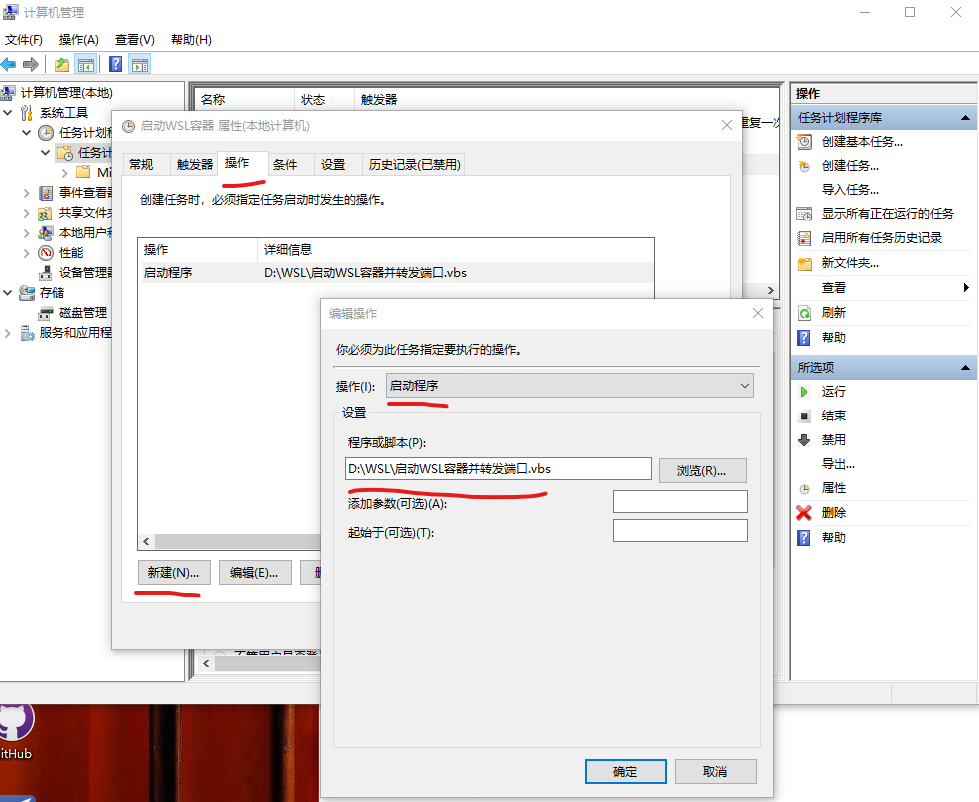 计算机管理
文件(F) 操作(A) 查看(V) 帮助(H)
计算机管理(本地)
系统工具
任务计划程
任务计
Mi
事件查看器
共享文件夹
本地用户和
性能
设备管理器
存储
磁盘管理
服务和应用程
名称 状态 触发器
重复一次
启动WSL容器 属性(本地计算机)
常规 触发器 操作 条件 设置 历史记录(已禁用)
创建任务时，必须指定任务启动时发生的操作。
操作 详细信息
启动程序 D:\WSL\启动WSL容器并转发端口.vbs
新建(N)... 编辑(E)...
编辑操作
你必须为此任务指定要执行的操作。
操作(I): 启动程序
设置
程序或脚本(P):
D:\WSL\启动WSL容器并转发端口.vbs 浏览(R)...
添加参数(可选)(A):
起始于(可选)(T):
确定 取消
操作
任务计划程序库
创建基本任务...
创建任务...
导入任务...
显示所有正在运行的任务
启用所有任务历史记录
新文件夹...
查看
刷新
帮助
所选项
运行
结束
禁用
导出...
属性
删除
帮助
itHub